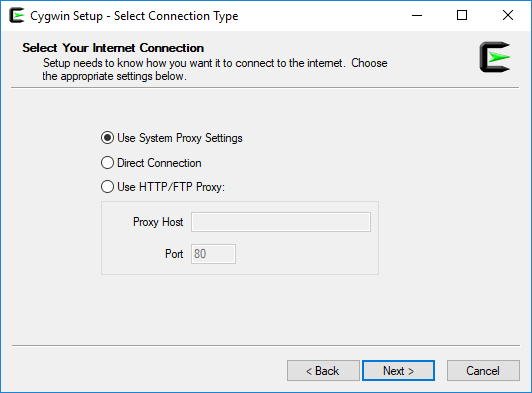 Cygwin Setup - Select Connection Type
Select Your Internet Connection
Setup needs to know how you want it to connect to the internet.  Choose
the appropriate settings below.
Use System Proxy Settings
Direct Connection
Use HTTP/FTP Proxy:
Proxy Host
Port 80
< Back Next > Cancel